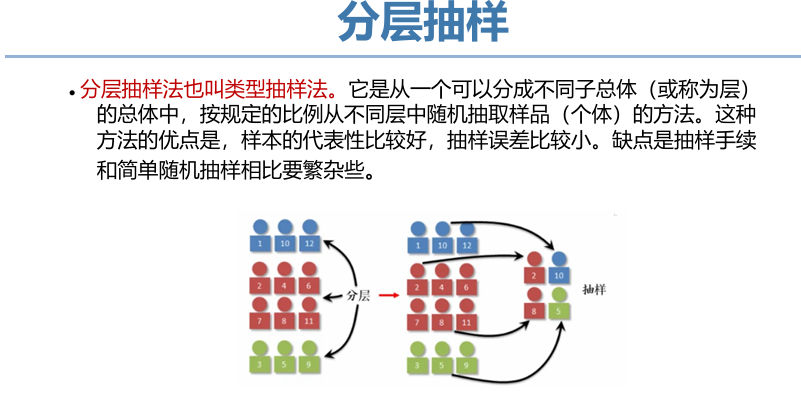 分层抽样
•分层抽样法也叫类型抽样法。它是从一个可以分成不同子总体（或称为层）
的总体中，按规定的比例从不同层中随机抽取样品（个体）的方法。这种
方法的优点是，样本的代表性比较好，抽样误差比较小。缺点是抽样手续
和简单随机抽样相比要繁杂些。
1 10 12
2 4 6
7 8 11
3 5 9
分层
1 10 12
2 4 6
7 8 11
3 5 9
2 10
8 5
抽样